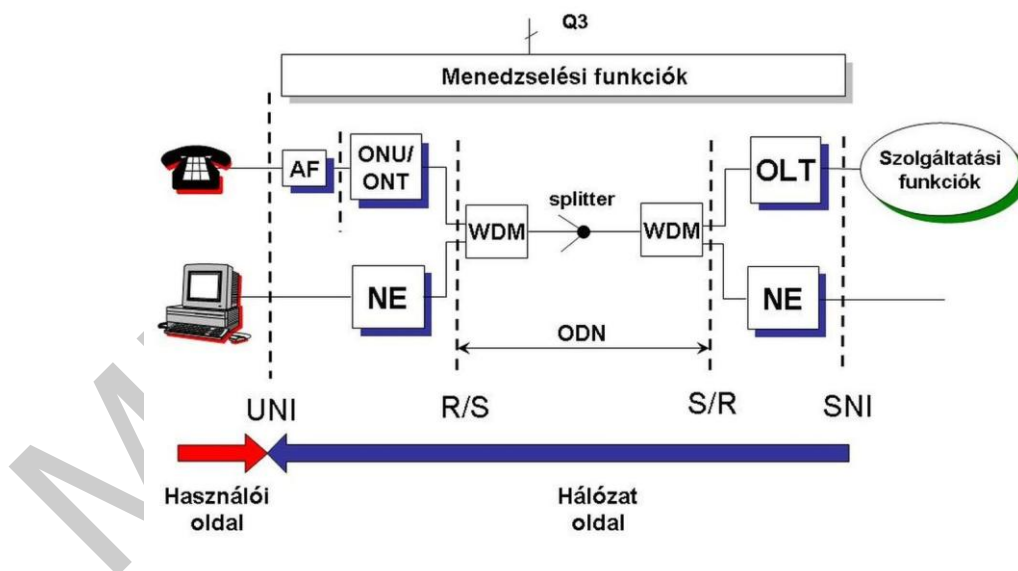 Q3
Menedzselési funkciók
AF
ONU/
ONT
WDM
splitter
WDM
OLT
Szolgáltatási
funkciók
NE
NE
ODN
UNI
R/S
S/R
SNI
Használói
oldal
Hálózat
oldal
M